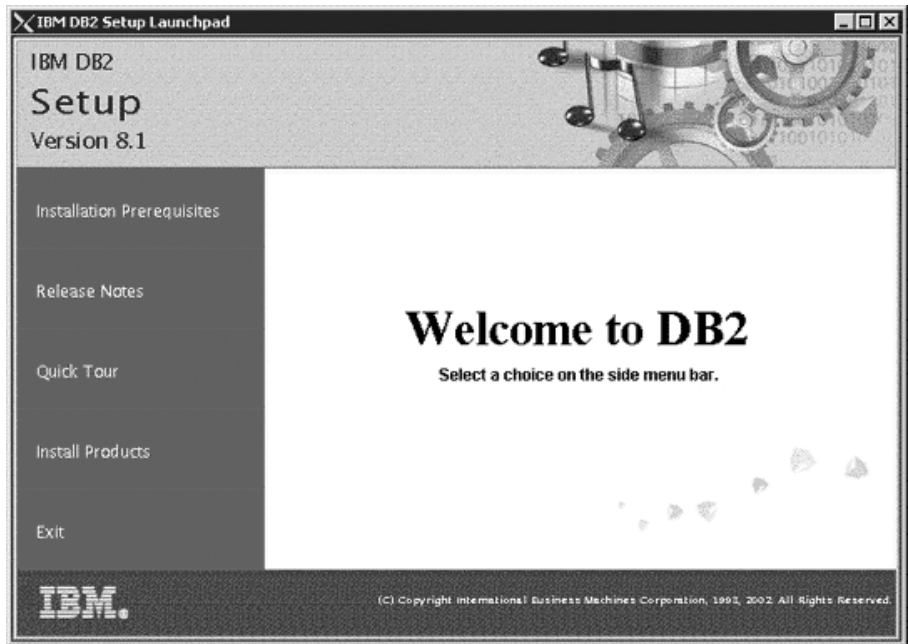 IBM DB2 Setup Launchpad
IBM DB2
Setup
Version 8.1
Installation Prerequisites
Release Notes
Quick Tour
Install Products
Exit
Welcome to DB2
Select a choice on the side menu bar.
IBM.
(C) Copyright International Business Machines Corporation, 1993, 2002. All Rights Reserved.